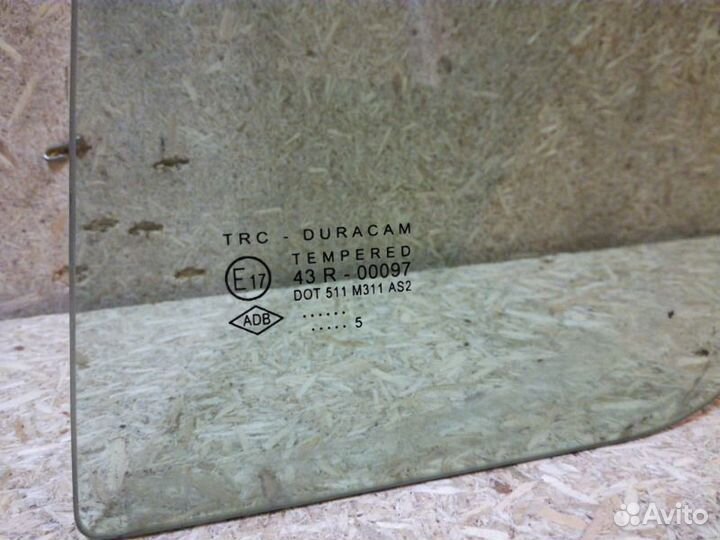 TRC - DURACAM
TEMPERED
E17 43 R - 00097
DOT 511 M311 AS2
ADB ......
..... 5
Avito